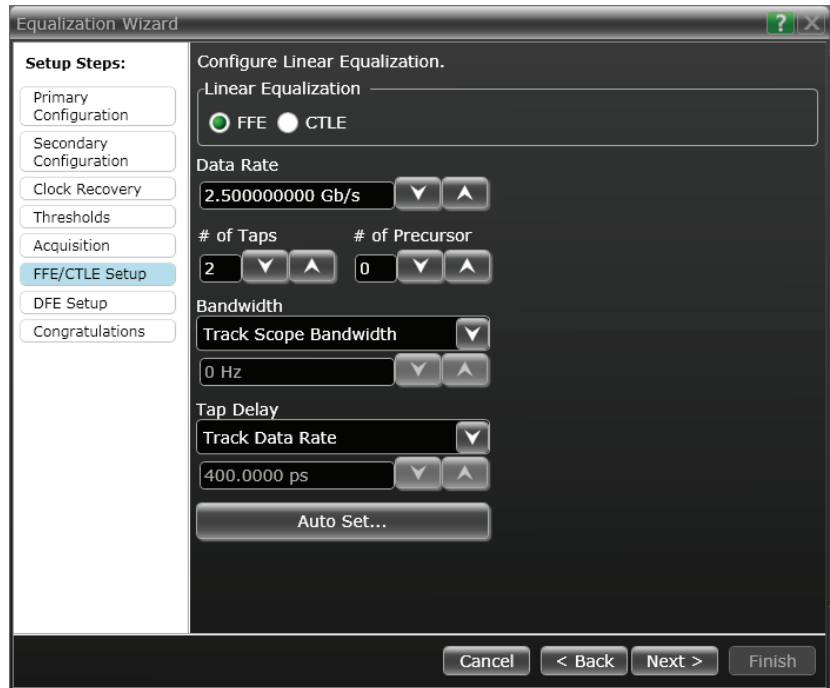 Equalization Wizard
?
Setup Steps:
Primary
Configuration
Secondary
Configuration
Clock Recovery
Thresholds
Acquisition
FFE/CTLE Setup
DFE Setup
Congratulations
Configure Linear Equalization.
Linear Equalization
FFE CTLE
Data Rate
2.500000000 Gb/s
# of Taps # of Precursor
2 0
Bandwidth
Track Scope Bandwidth
0 Hz
Tap Delay
Track Data Rate
400.0000 ps
Auto Set...
Cancel < Back Next > Finish